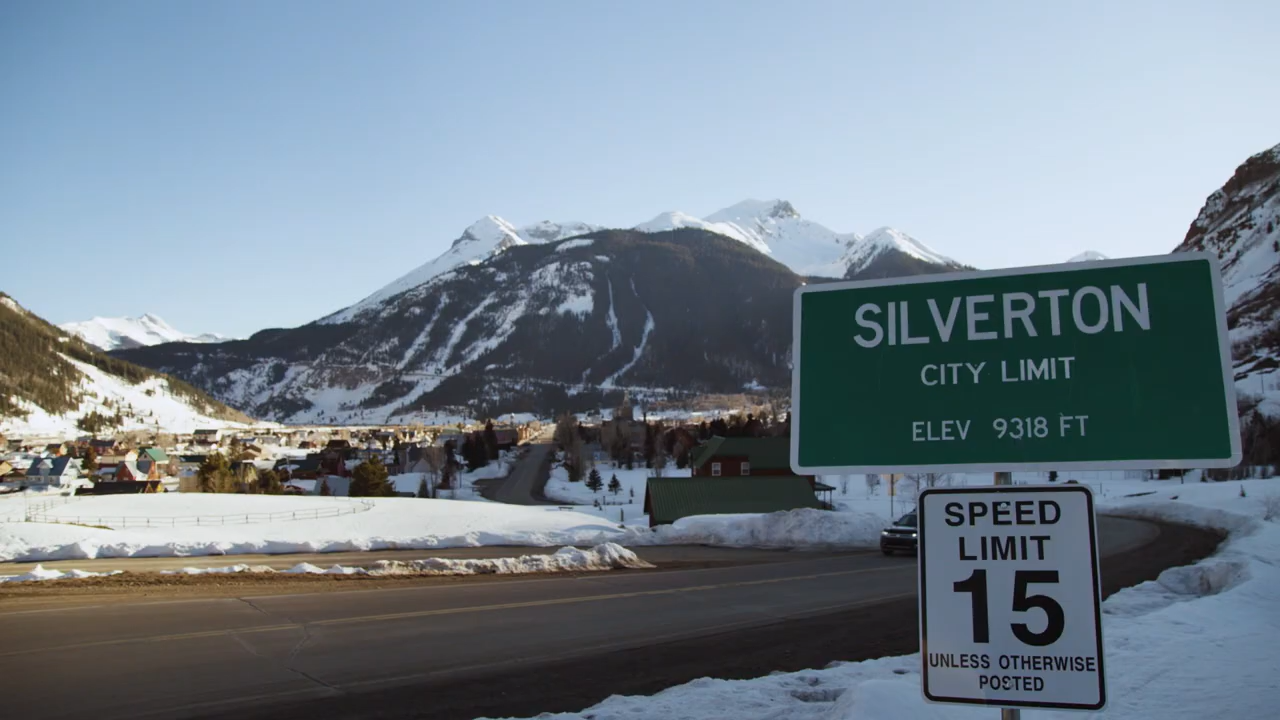 SILVERTON
CITY LIMIT
ELEV 9318 FT
SPEED
LIMIT
15
UNLESS OTHERWISE
POSTED